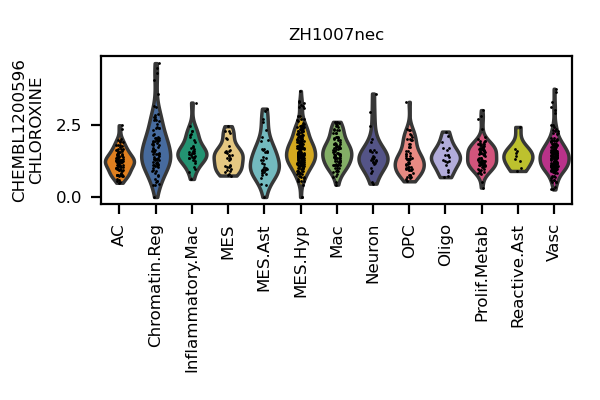 ZH1007nec
CHEMBL1200596
CHLOROXINE
2.5
0.0
AC
Chromatin.Reg
Inflammatory.Mac
MES
MES.Ast
MES.Hyp
Mac
Neuron
OPC
Oligo
Prolif.Metab
Reactive.Ast
Vasc